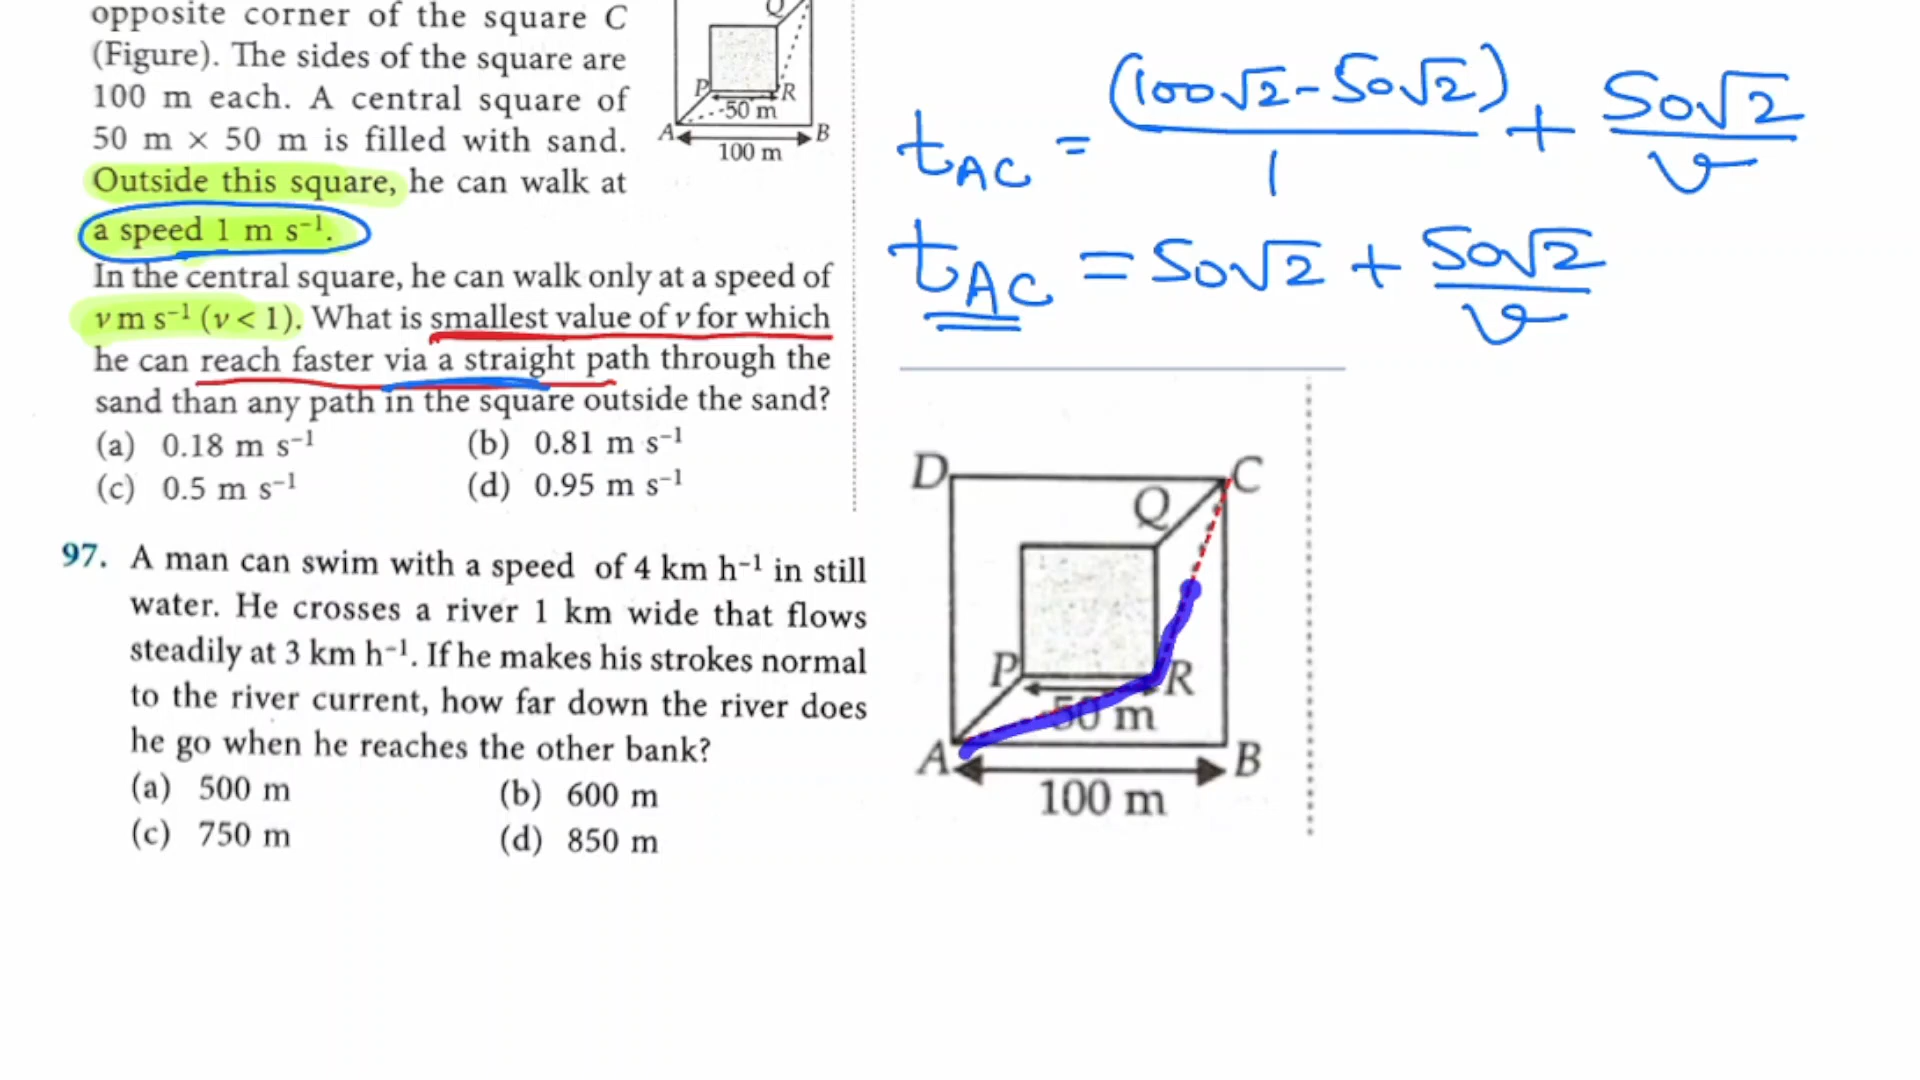 opposite corner of the square C
(Figure). The sides of the square are
100 m each. A central square of
50 m × 50 m is filled with sand.
Outside this square, he can walk at
a speed 1 m s⁻¹.
In the central square, he can walk only at a speed of
v m s⁻¹ (v < 1). What is smallest value of v for which
he can reach faster via a straight path through the
sand than any path in the square outside the sand?
(a) 0.18 m s⁻¹ (b) 0.81 m s⁻¹
(c) 0.5 m s⁻¹ (d) 0.95 m s⁻¹
Q
P R
50 m
A B
100 m
97. A man can swim with a speed of 4 km h⁻¹ in still
water. He crosses a river 1 km wide that flows
steadily at 3 km h⁻¹. If he makes his strokes normal
to the river current, how far down the river does
he go when he reaches the other bank?
(a) 500 m (b) 600 m
(c) 750 m (d) 850 m
t_AC = (100√2-50√2)/1 + 50√2/v
t_AC = 50√2 + 50√2/v
D C
Q
P R
50 m
A B
100 m